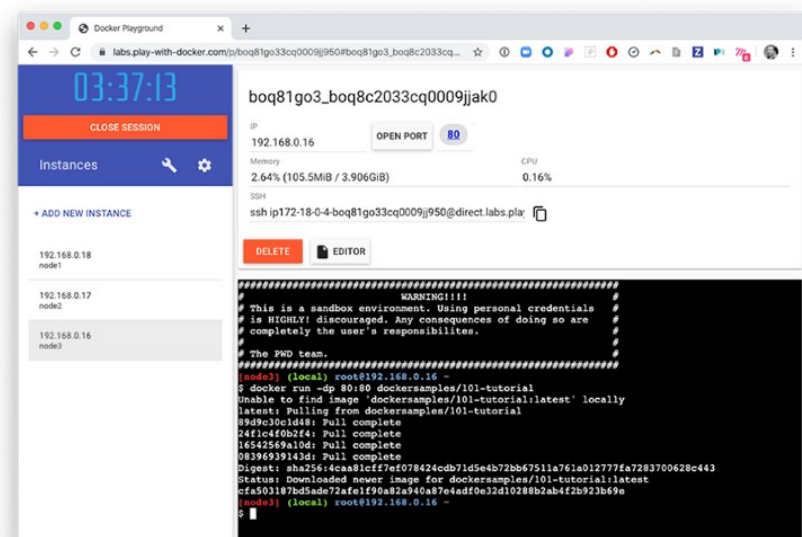 Docker Playground
labs.play-with-docker.com/p/boq81go33cq0009jj950#boq81go3_boq8c2033cq...
03:37:13
CLOSE SESSION
Instances
+ ADD NEW INSTANCE
192.168.0.18
node1
192.168.0.17
node2
192.168.0.16
node3
boq81go3_boq8c2033cq0009jjak0
IP
192.168.0.16
OPEN PORT
80
Memory
2.64% (105.5MiB / 3.906GiB)
CPU
0.16%
SSH
ssh ip172-18-0-4-boq81go33cq0009jj950@direct.labs.pla
DELETE
EDITOR
################################################################
# WARNING!!!! #
# This is a sandbox environment. Using personal credentials #
# is HIGHLY! discouraged. Any consequences of doing so are #
# completely the user's responsibilites. #
# #
# The PWD team. #
################################################################
[node3] (local) root@192.168.0.16 ~
$ docker run -dp 80:80 dockersamples/101-tutorial
Unable to find image 'dockersamples/101-tutorial:latest' locally
latest: Pulling from dockersamples/101-tutorial
89d9c30c1d48: Pull complete
24f1c4f0b2f4: Pull complete
16542569a10d: Pull complete
08396939143d: Pull complete
Digest: sha256:4caa81cff7ef078424cdb71d5e4b72bb67511a761a012777fa7283700628c443
Status: Downloaded newer image for dockersamples/101-tutorial:latest
cfa503187bd5ade72afe1f90a82a940a87e4adf0e32d10288b2ab4f2b923b69e
[node3] (local) root@192.168.0.16 ~
$